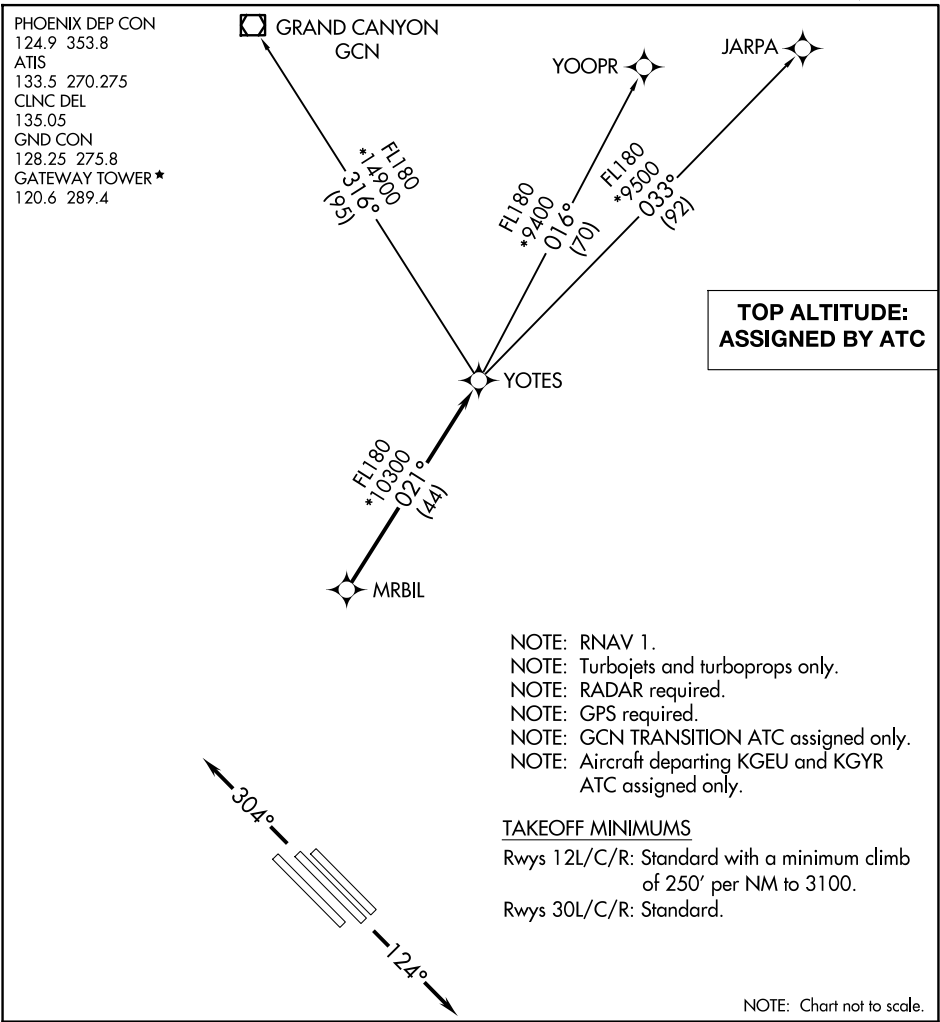 PHOENIX DEP CON
124.9 353.8
ATIS
133.5 270.275
CLNC DEL
135.05
GND CON
128.25 275.8
GATEWAY TOWER★
120.6 289.4
GRAND CANYON
GCN
YOOPR
JARPA
FL180
*14900
316°
(95)
FL180
*9400
016°
(70)
FL180
*9500
033°
(92)
TOP ALTITUDE:
ASSIGNED BY ATC
YOTES
FL180
*10300
021°
(44)
MRBIL
NOTE: RNAV 1.
NOTE: Turbojets and turboprops only.
NOTE: RADAR required.
NOTE: GPS required.
NOTE: GCN TRANSITION ATC assigned only.
NOTE: Aircraft departing KGEU and KGYR
ATC assigned only.
TAKEOFF MINIMUMS
Rwys 12L/C/R: Standard with a minimum climb
of 250' per NM to 3100.
Rwys 30L/C/R: Standard.
304°
124°
NOTE: Chart not to scale.